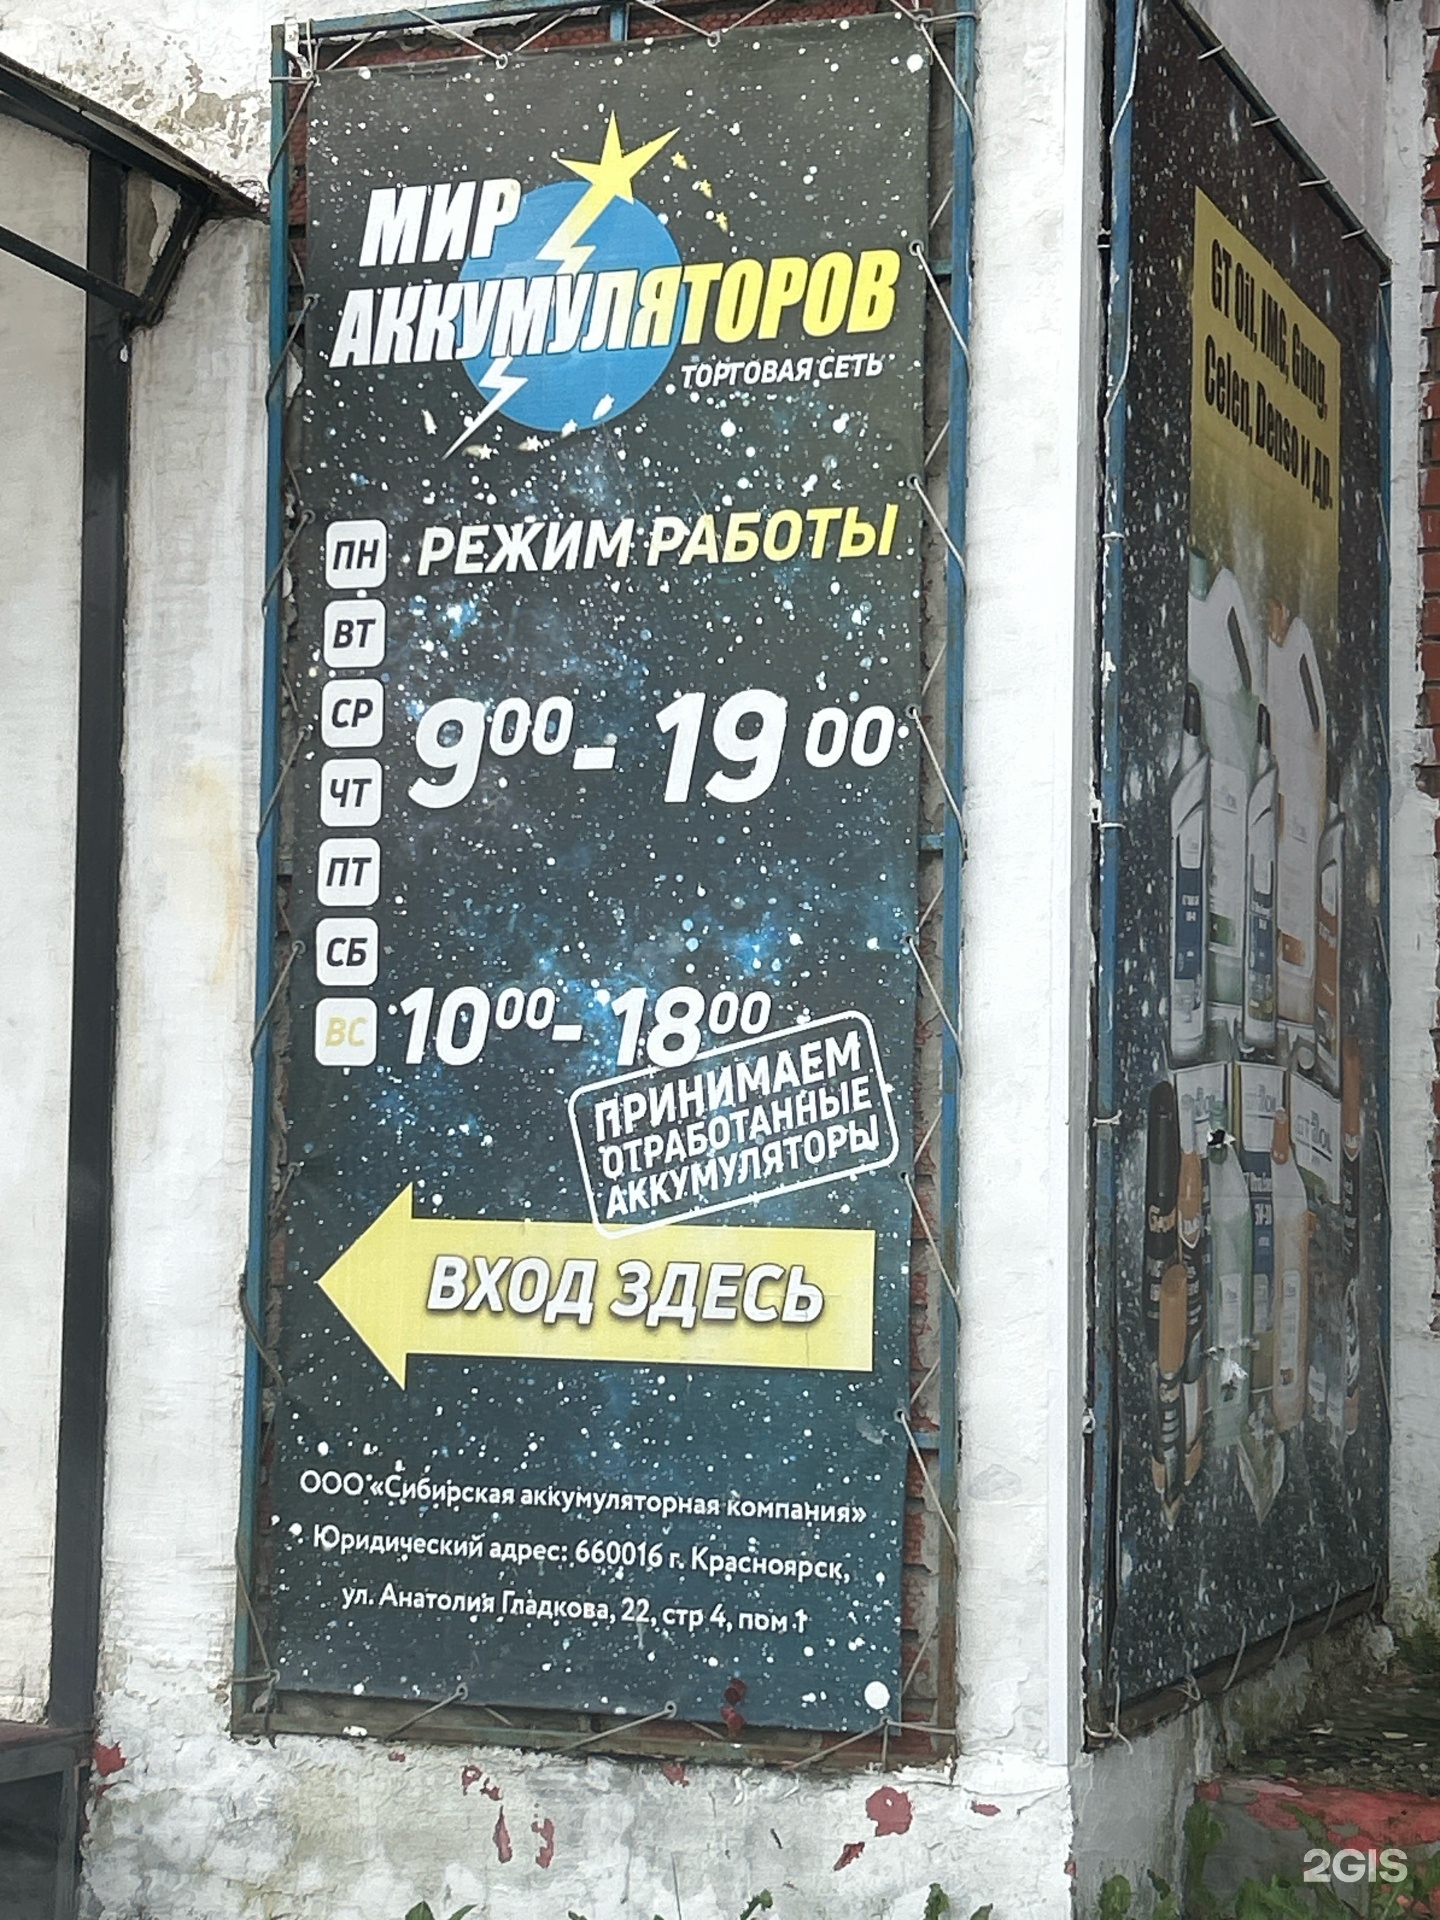 МИР
АККУМУЛЯТОРОВ
ТОРГОВАЯ СЕТЬ
РЕЖИМ РАБОТЫ
ПН
ВТ
СР
ЧТ
ПТ
СБ
9⁰⁰ - 19⁰⁰
ВС 10⁰⁰ - 18⁰⁰
ПРИНИМАЕМ
ОТРАБОТАННЫЕ
АККУМУЛЯТОРЫ
ВХОД ЗДЕСЬ
ООО «Сибирская аккумуляторная компания»
Юридический адрес: 660016 г. Красноярск,
ул. Анатолия Гладкова, 22, стр 4, пом 1
GT OiL, IMG, Gung,
Celen, Denso и др.
2GIS